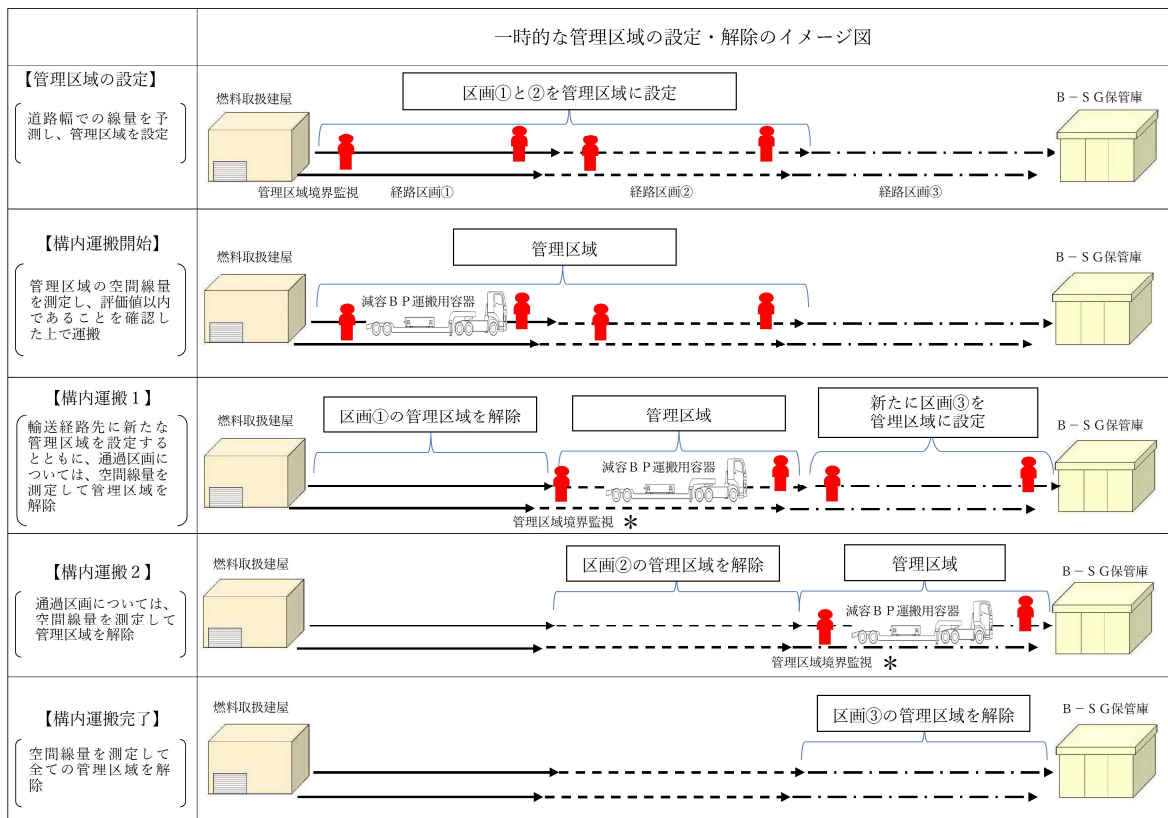 一時的な管理区域の設定・解除のイメージ図
【管理区域の設定】
道路幅での線量を予
測し、管理区域を設定
燃料取扱建屋
区画①と②を管理区域に設定
B－SG保管庫
管理区域境界監視
経路区画①
経路区画②
経路区画③
【構内運搬開始】
管理区域の空間線量
を測定し、評価値以内
であることを確認し
た上で運搬
燃料取扱建屋
管理区域
減容BP運搬用容器
B－SG保管庫
【構内運搬1】
輸送経路先に新たな
管理区域を設定する
とともに、通過区画に
ついては、空間線量を
測定して管理区域を
解除
燃料取扱建屋
区画①の管理区域を解除
管理区域
新たに区画③を
管理区域に設定
減容BP運搬用容器
B－SG保管庫
管理区域境界監視 ＊
【構内運搬2】
通過区画については、
空間線量を測定して
管理区域を解除
燃料取扱建屋
区画②の管理区域を解除
管理区域
減容BP運搬用容器
B－SG保管庫
管理区域境界監視 ＊
【構内運搬完了】
空間線量を測定して
全ての管理区域を解
除
燃料取扱建屋
区画③の管理区域を解除
B－SG保管庫